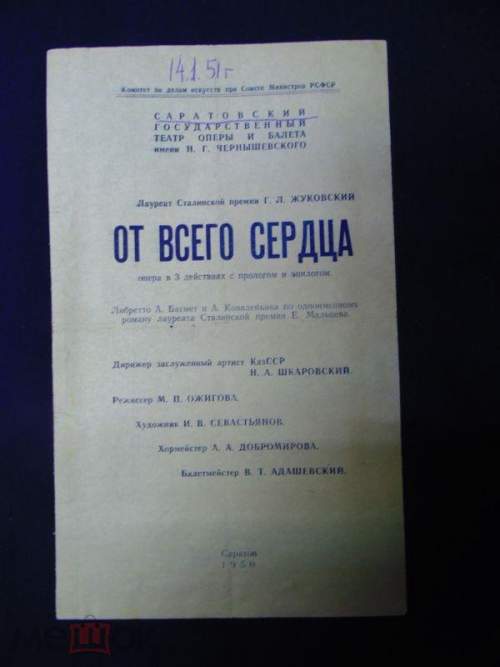 14.1.51г
Комитет по делам искусств при Совете Министров РСФСР
САРАТОВСКИЙ
ГОСУДАРСТВЕННЫЙ
ТЕАТР ОПЕРЫ И БАЛЕТА
имени Н. Г. ЧЕРНЫШЕВСКОГО
Лауреат Сталинской премии Г. Л. ЖУКОВСКИЙ
ОТ ВСЕГО СЕРДЦА
опера в 3 действиях с прологом и эпилогом
Либретто А. Багмет и А. Коваленкова по одноименному
роману лауреата Сталинской премии Е. Мальцева.
Дирижер заслуженный артист КазССР
Н. А. ШКАРОВСКИЙ.
Режиссер М. П. ОЖИГОВА.
Художник И. В. СЕВАСТЬЯНОВ.
Хормейстер А. А. ДОБРОМИРОВА.
Балетмейстер В. Т. АДАШЕВСКИЙ.
Саратов
1950